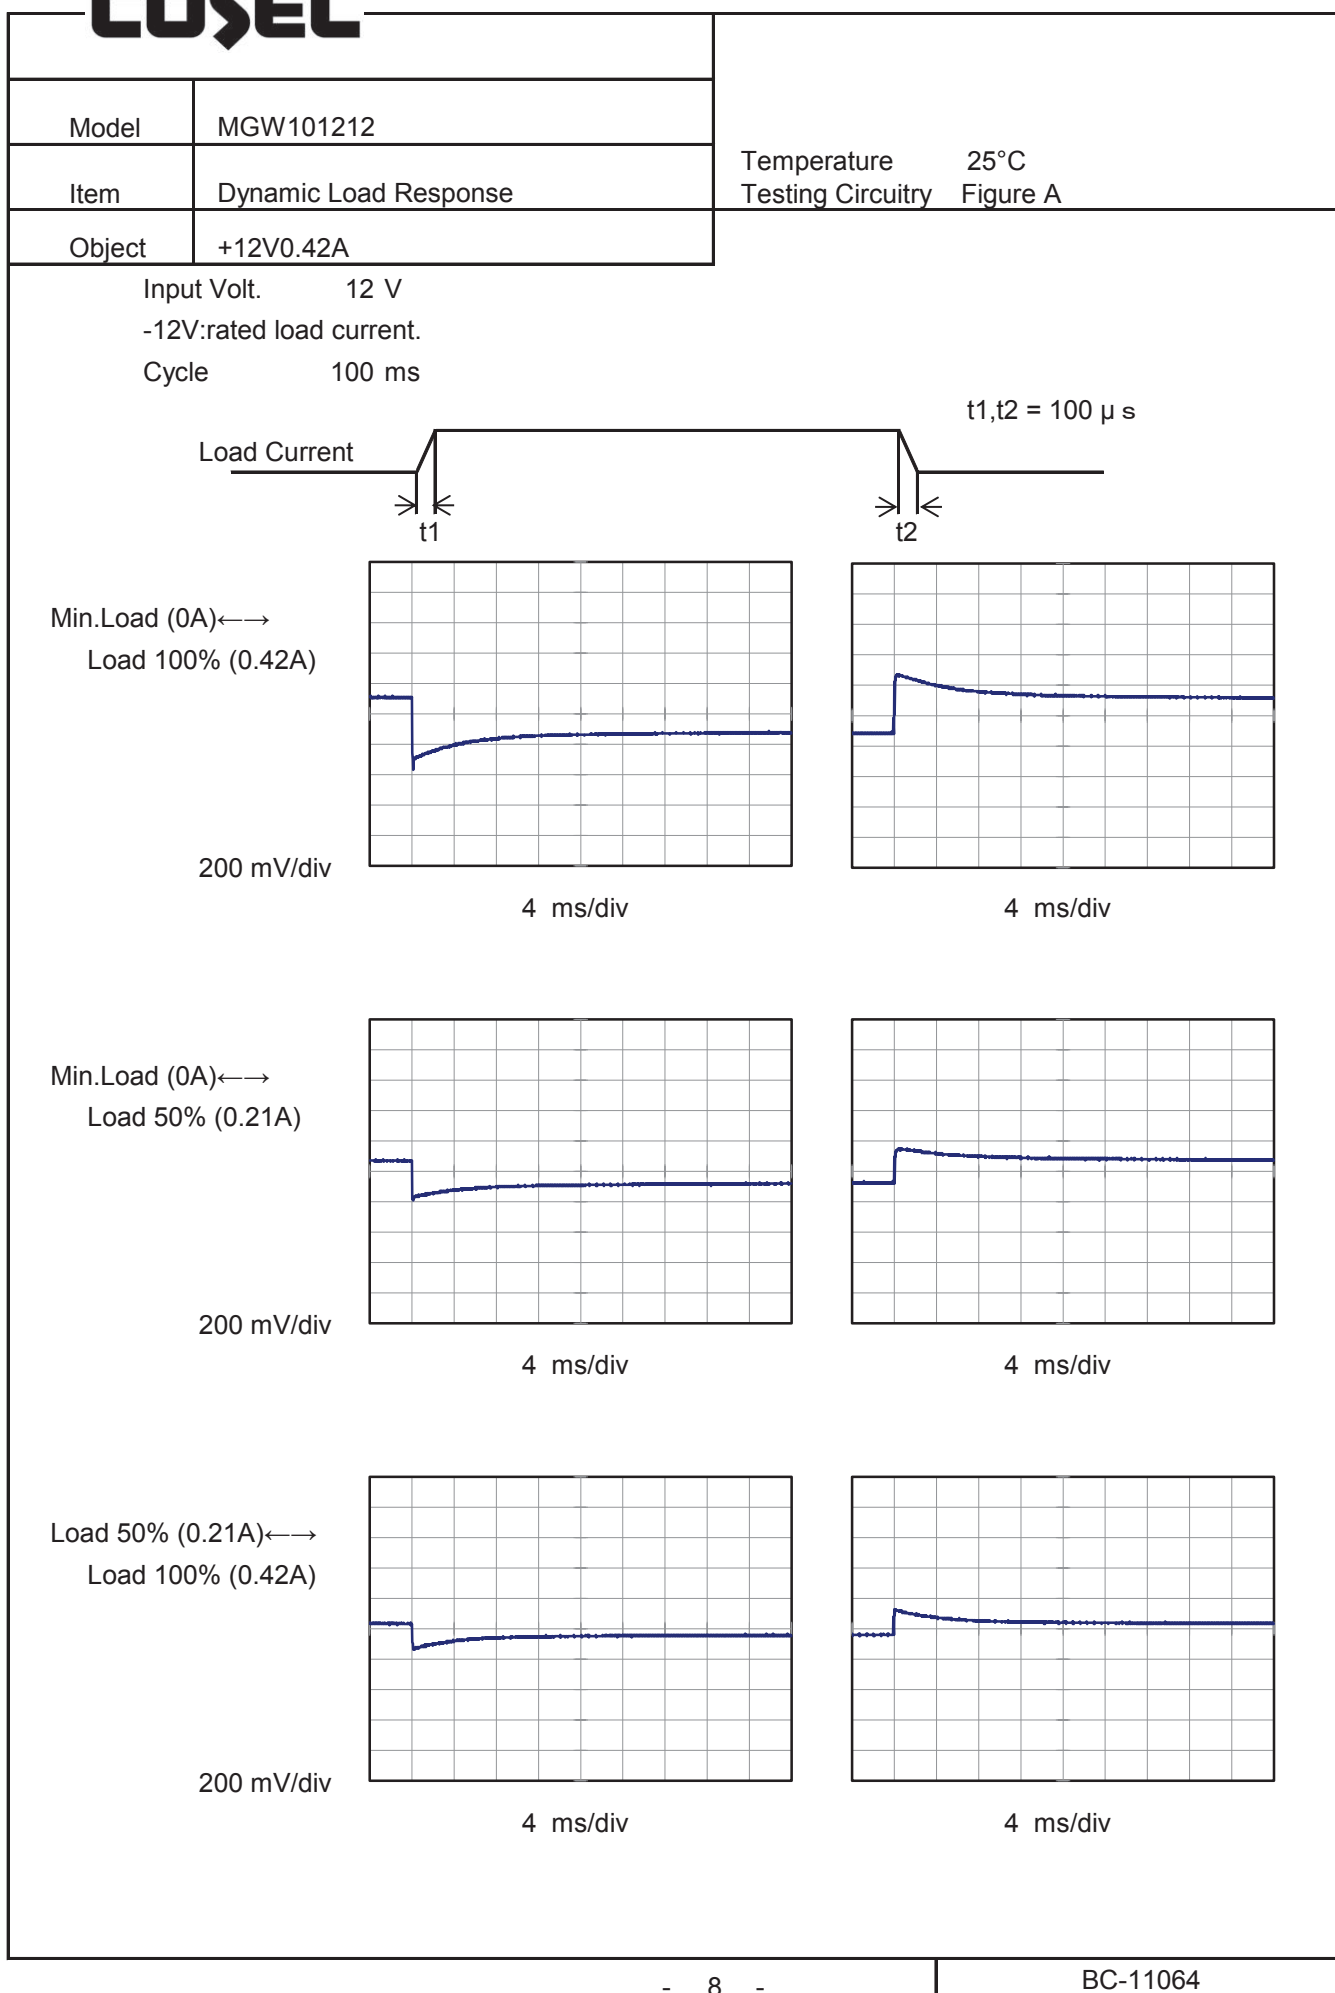 COSEL
Model MGW101212
Item Dynamic Load Response
Object +12V0.42A
Temperature 25°C
Testing Circuitry Figure A
Input Volt. 12 V
-12V:rated load current.
Cycle 100 ms
t1,t2 = 100 μ s
Load Current
t1 t2
Min.Load (0A)←→
Load 100% (0.42A)
200 mV/div
4 ms/div 4 ms/div
Min.Load (0A)←→
Load 50% (0.21A)
200 mV/div
4 ms/div 4 ms/div
Load 50% (0.21A)←→
Load 100% (0.42A)
200 mV/div
4 ms/div 4 ms/div
- 8 -
BC-11064